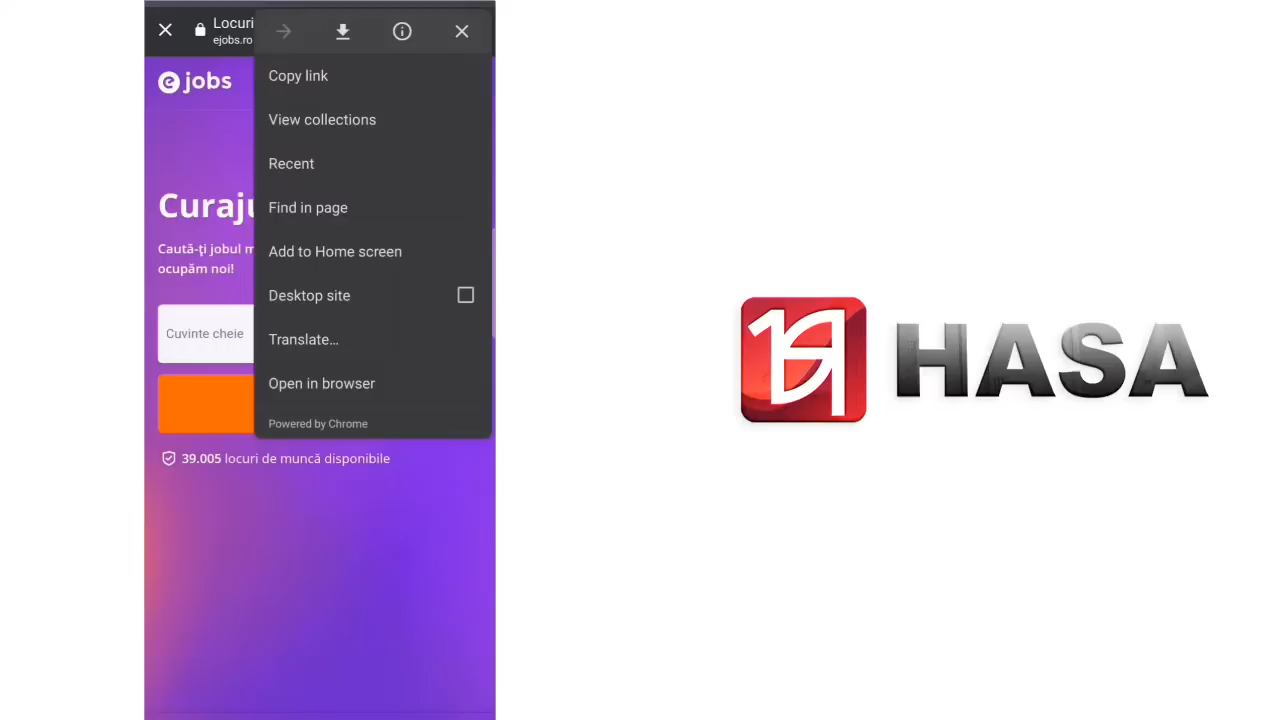 Locuri
ejobs.ro
Copy link
View collections
Recent
Find in page
Add to Home screen
Desktop site
Translate…
Open in browser
Powered by Chrome
e jobs
Caută-ți jobul
ocupăm noi!
Cuvinte cheie
39.005 locuri de muncă disponibile
HASA